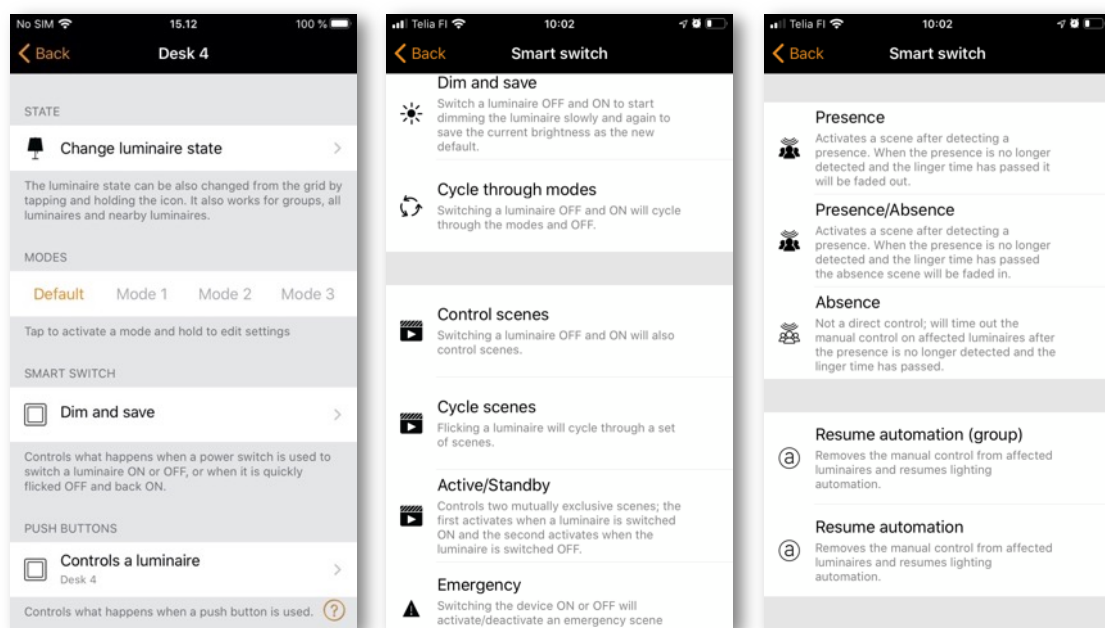 No SIM 15.12 100 %
Back Desk 4
STATE
Change luminaire state
The luminaire state can be also changed from the grid by
tapping and holding the icon. It also works for groups, all
luminaires and nearby luminaires.
MODES
Default Mode 1 Mode 2 Mode 3
Tap to activate a mode and hold to edit settings
SMART SWITCH
Dim and save
Controls what happens when a power switch is used to
switch a luminaire ON or OFF, or when it is quickly
flicked OFF and back ON.
PUSH BUTTONS
Controls a luminaire
Desk 4
Controls what happens when a push button is used. ?
Telia FI 10:02
Back Smart switch
Dim and save
Switch a luminaire OFF and ON to start
dimming the luminaire slowly and again to
save the current brightness as the new
default.
Cycle through modes
Switching a luminaire OFF and ON will cycle
through the modes and OFF.
Control scenes
Switching a luminaire OFF and ON will also
control scenes.
Cycle scenes
Flicking a luminaire will cycle through a set
of scenes.
Active/Standby
Controls two mutually exclusive scenes; the
first activates when a luminaire is switched
ON and the second activates when the
luminaire is switched OFF.
Emergency
Switching the device ON or OFF will
activate/deactivate an emergency scene
Telia FI 10:02
Back Smart switch
Presence
Activates a scene after detecting a
presence. When the presence is no longer
detected and the linger time has passed it
will be faded out.
Presence/Absence
Activates a scene after detecting a
presence. When the presence is no longer
detected and the linger time has passed
the absence scene will be faded in.
Absence
Not a direct control; will time out the
manual control on affected luminaires after
the presence is no longer detected and the
linger time has passed.
Resume automation (group)
a
Removes the manual control from affected
luminaires and resumes lighting
automation.
Resume automation
a
Removes the manual control from affected
luminaires and resumes lighting
automation.